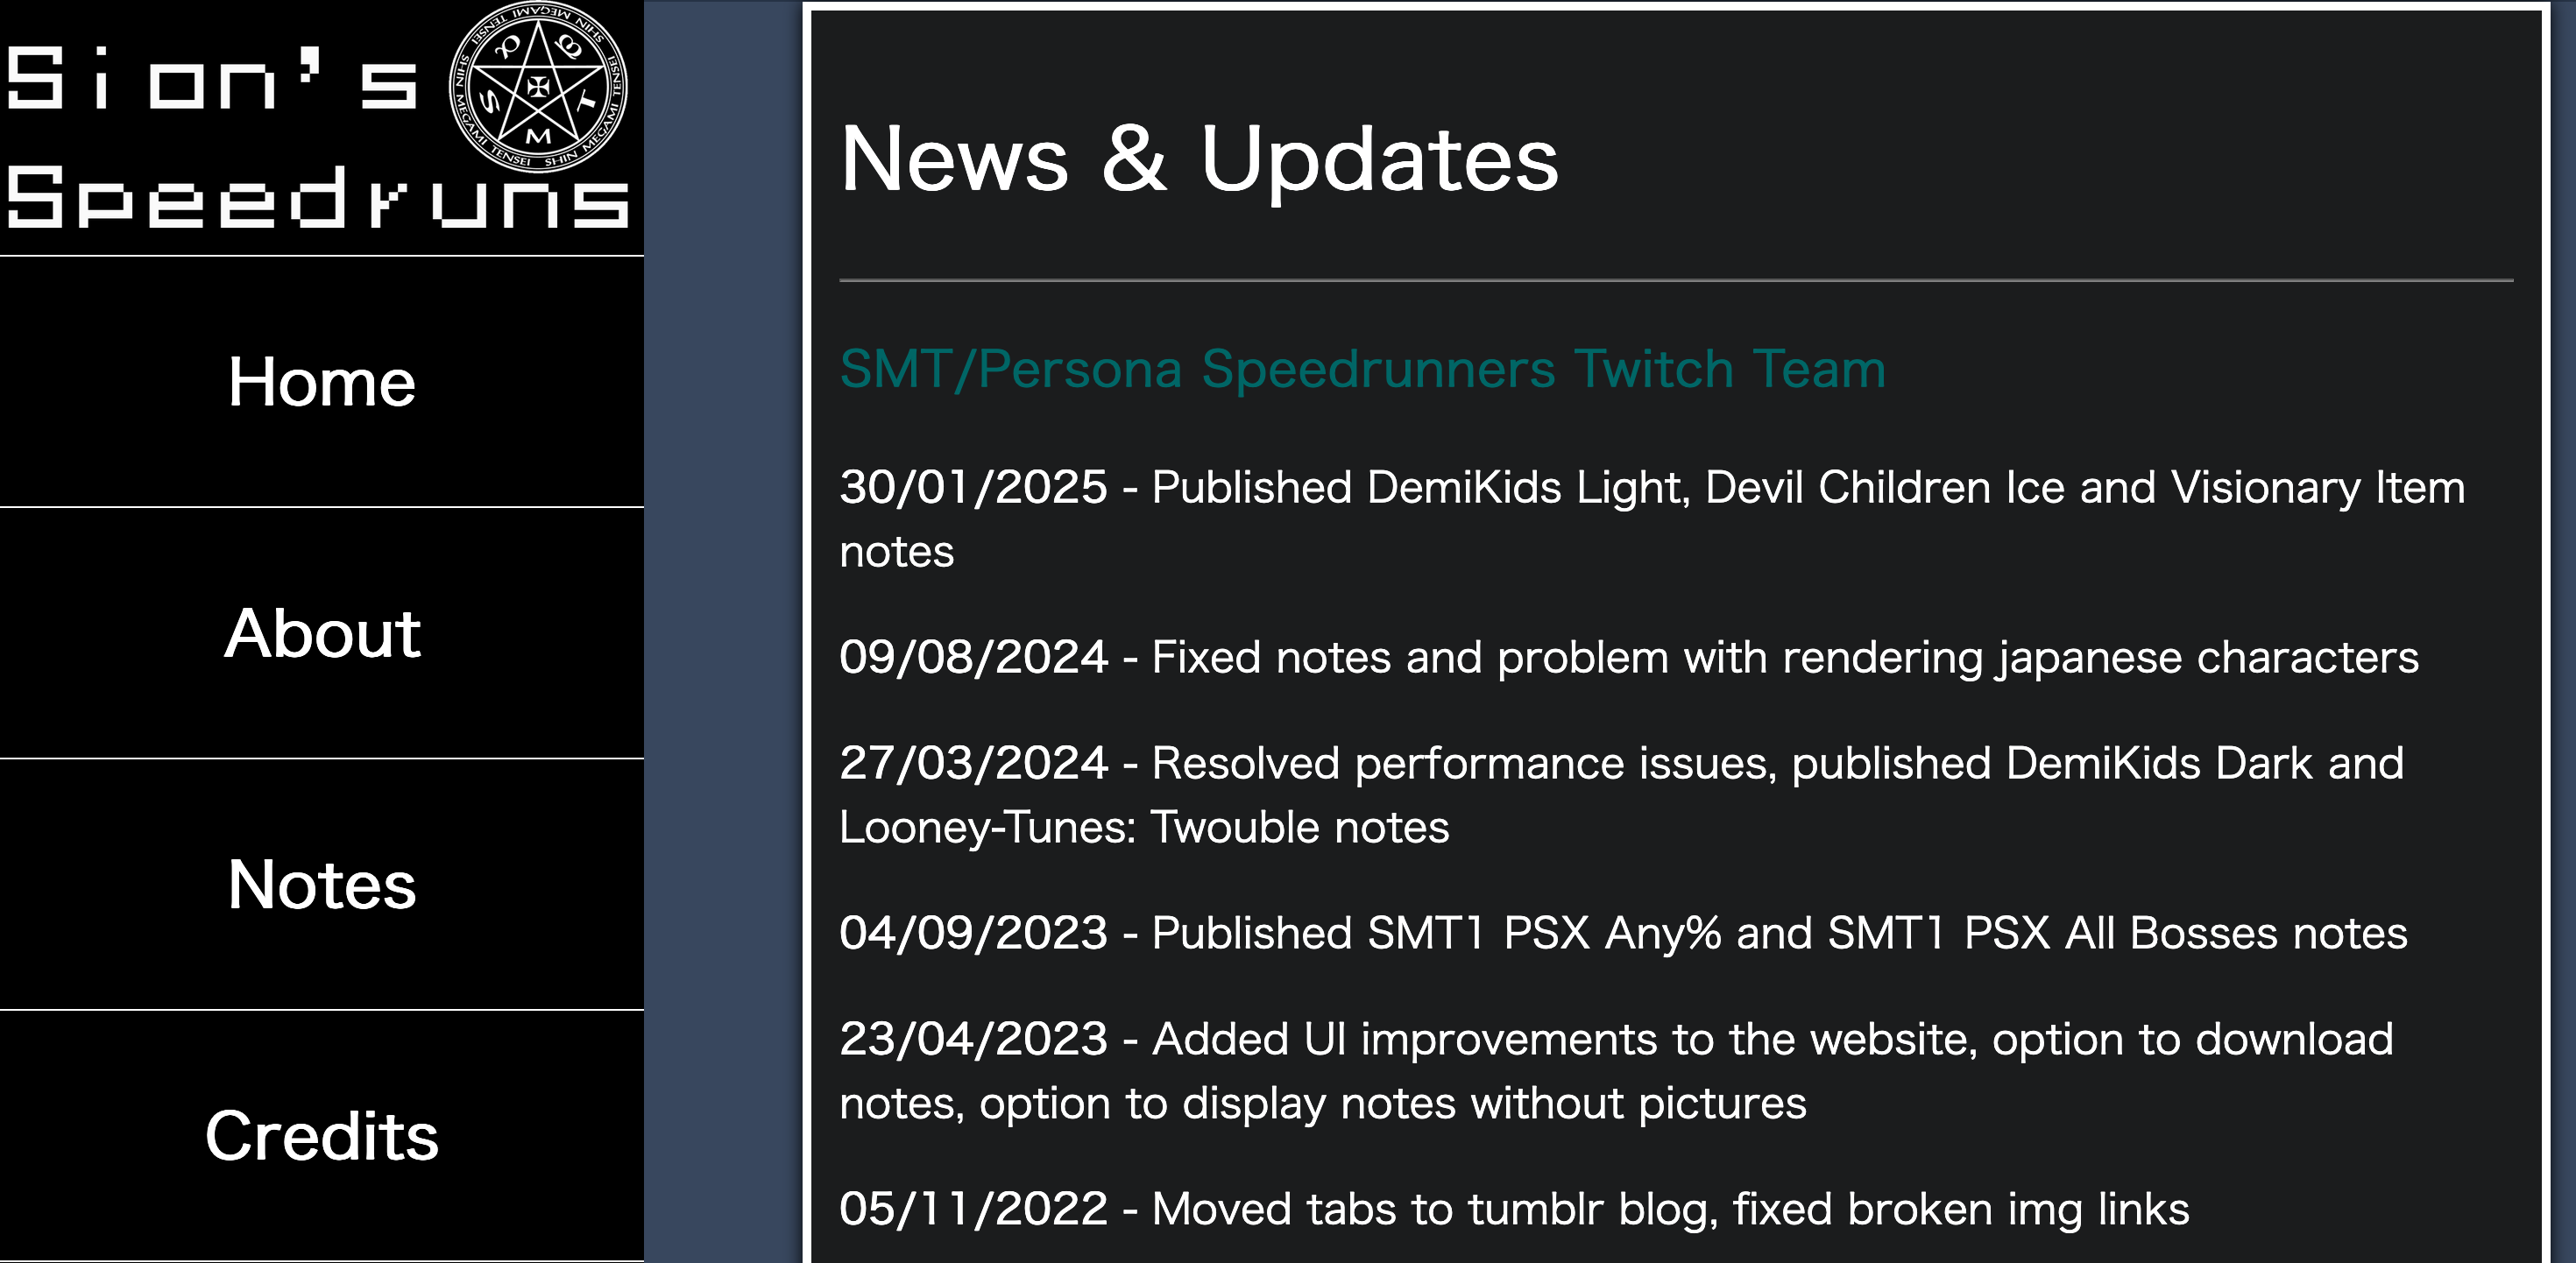 Sion's
Speedruns
SHIN MEGAMI TENSEI SHIN MEGAMI TENSEI SHIN MEGAMI TENSEI
S M T
Home
About
Notes
Credits
News & Updates
SMT/Persona Speedrunners Twitch Team
30/01/2025 - Published DemiKids Light, Devil Children Ice and Visionary Item
notes
09/08/2024 - Fixed notes and problem with rendering japanese characters
27/03/2024 - Resolved performance issues, published DemiKids Dark and
Looney-Tunes: Twouble notes
04/09/2023 - Published SMT1 PSX Any% and SMT1 PSX All Bosses notes
23/04/2023 - Added UI improvements to the website, option to download
notes, option to display notes without pictures
05/11/2022 - Moved tabs to tumblr blog, fixed broken img links